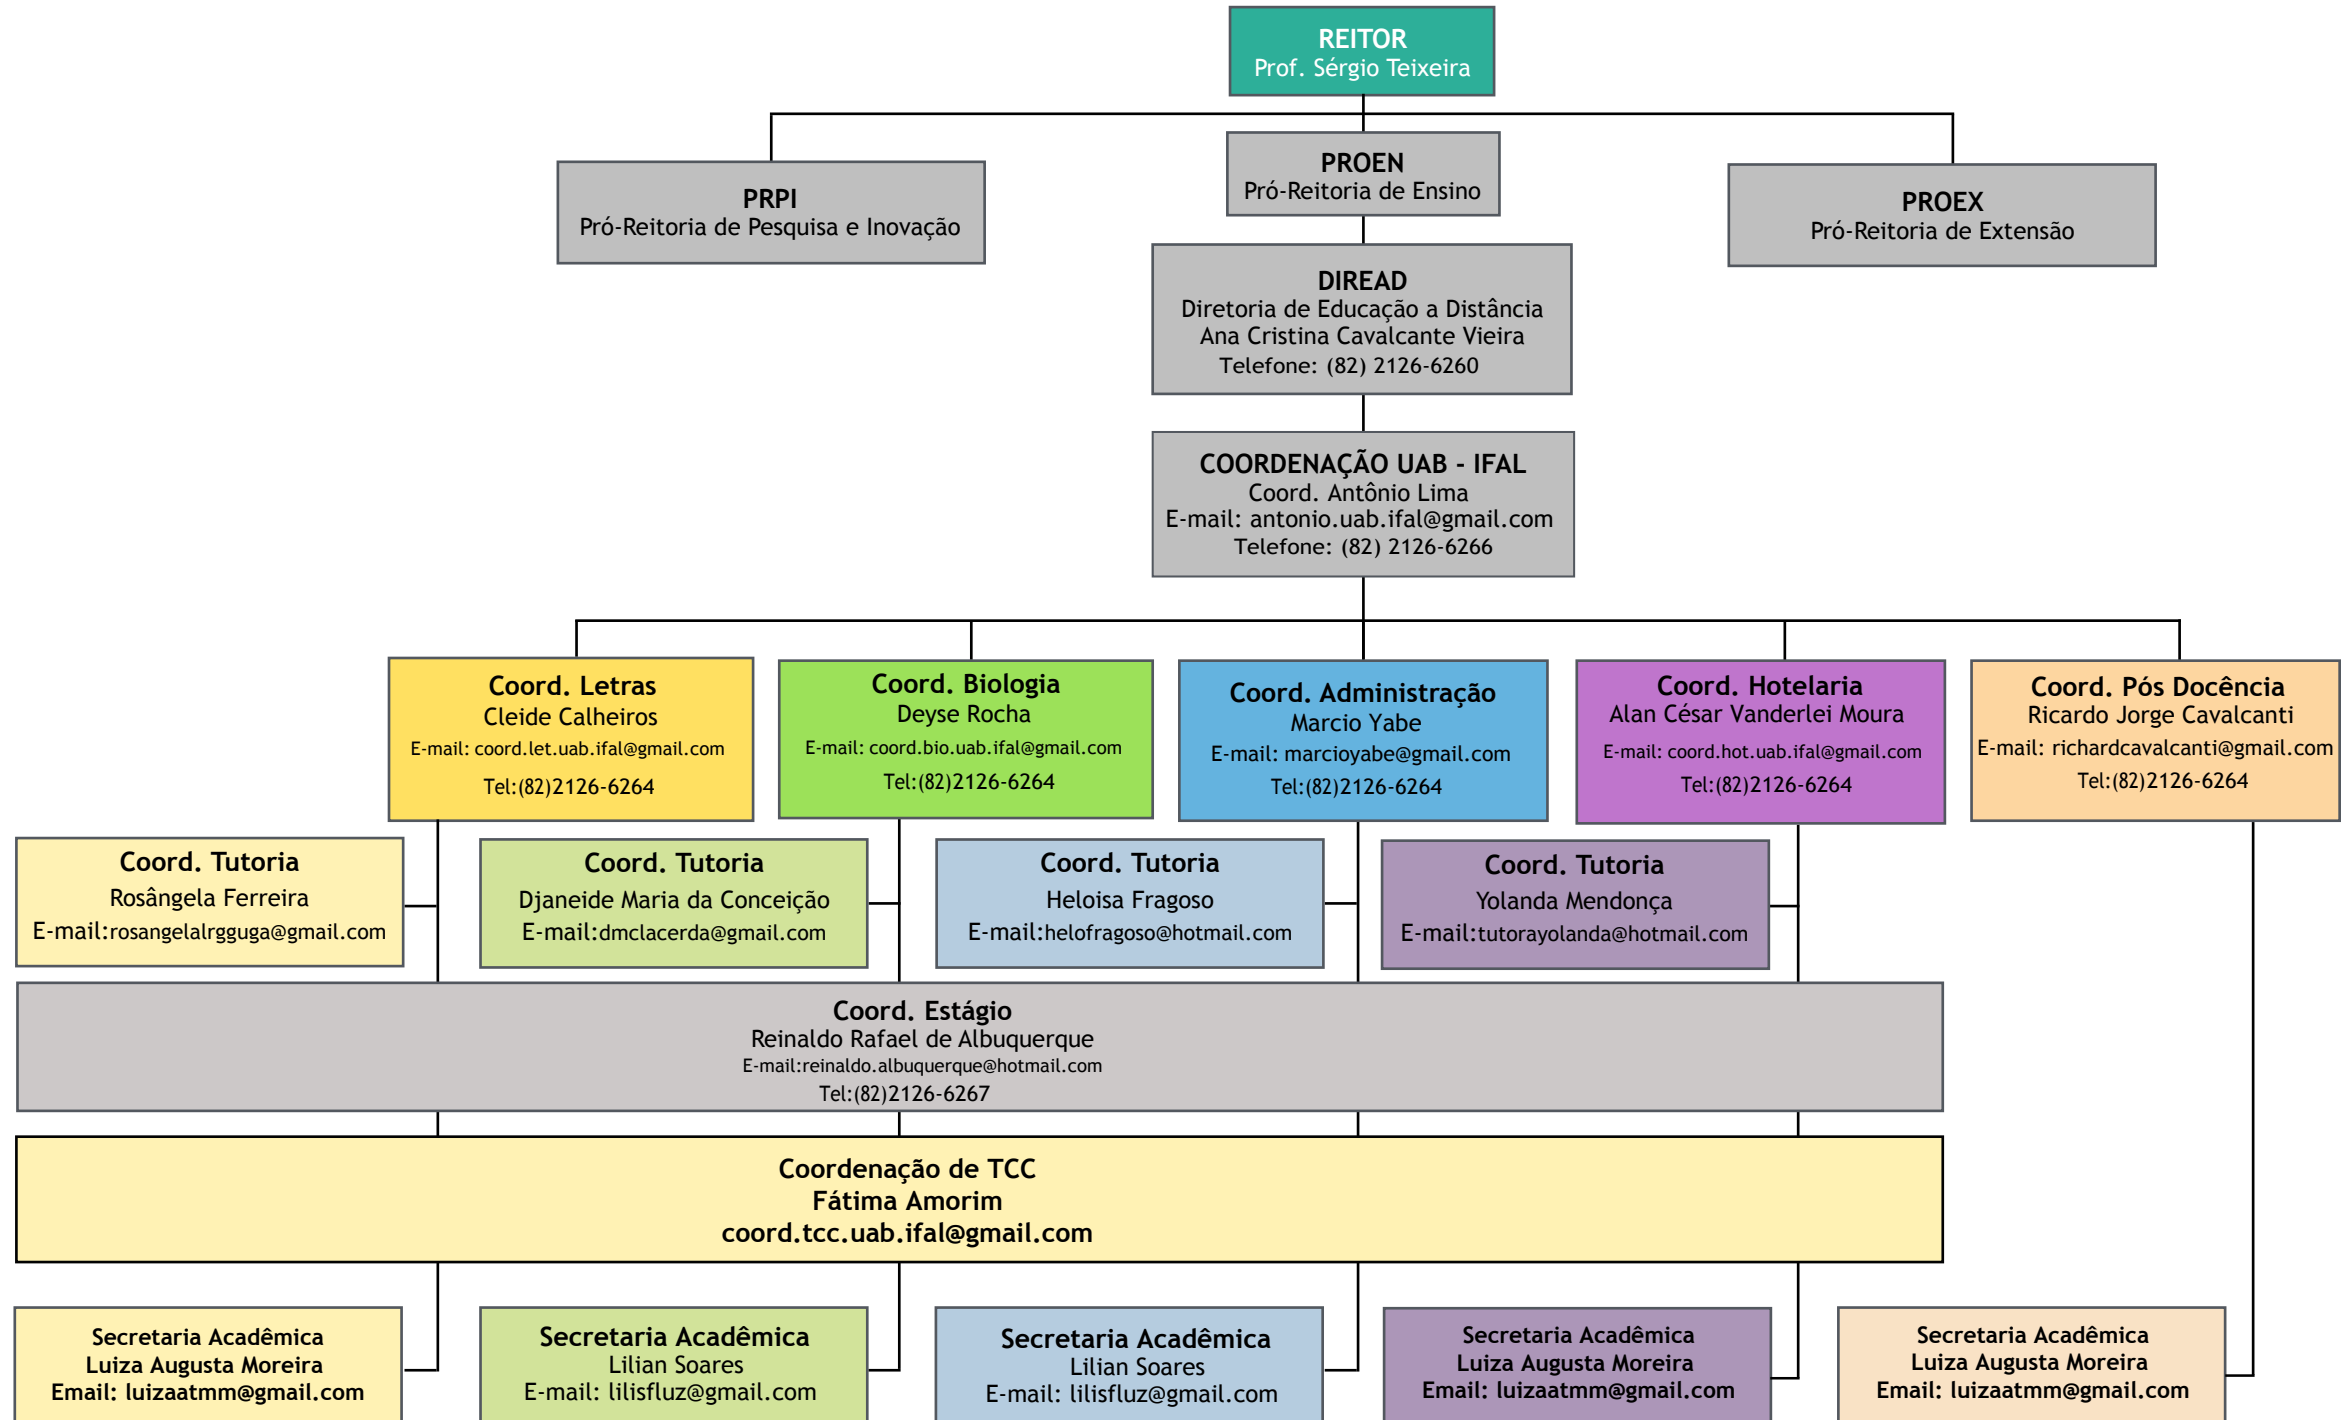 REITOR
Prof. Sérgio Teixeira
PRPI
Pró-Reitoria de Pesquisa e Inovação
PROEN
Pró-Reitoria de Ensino
PROEX
Pró-Reitoria de Extensão
DIREAD
Diretoria de Educação a Distância
Ana Cristina Cavalcante Vieira
Telefone: (82) 2126-6260
COORDENAÇÃO UAB - IFAL
Coord. Antônio Lima
E-mail: antonio.uab.ifal@gmail.com
Telefone: (82) 2126-6266
Coord. Letras
Cleide Calheiros
E-mail: coord.let.uab.ifal@gmail.com
Tel:(82)2126-6264
Coord. Biologia
Deyse Rocha
E-mail: coord.bio.uab.ifal@gmail.com
Tel:(82)2126-6264
Coord. Administração
Marcio Yabe
E-mail: marcioyabe@gmail.com
Tel:(82)2126-6264
Coord. Hotelaria
Alan César Vanderlei Moura
E-mail: coord.hot.uab.ifal@gmail.com
Tel:(82)2126-6264
Coord. Pós Docência
Ricardo Jorge Cavalcanti
E-mail: richardcavalcanti@gmail.com
Tel:(82)2126-6264
Coord. Tutoria
Rosângela Ferreira
E-mail:rosangelalrgguga@gmail.com
Coord. Tutoria
Djaneide Maria da Conceição
E-mail:dmclacerda@gmail.com
Coord. Tutoria
Heloisa Fragoso
E-mail:helofragoso@hotmail.com
Coord. Tutoria
Yolanda Mendonça
E-mail:tutorayolanda@hotmail.com
Coord. Estágio
Reinaldo Rafael de Albuquerque
E-mail:reinaldo.albuquerque@hotmail.com
Tel:(82)2126-6267
Coordenação de TCC
Fátima Amorim
coord.tcc.uab.ifal@gmail.com
Secretaria Acadêmica
Luiza Augusta Moreira
Email: luizaatmm@gmail.com
Secretaria Acadêmica
Lilian Soares
E-mail: lilisfluz@gmail.com
Secretaria Acadêmica
Lilian Soares
E-mail: lilisfluz@gmail.com
Secretaria Acadêmica
Luiza Augusta Moreira
Email: luizaatmm@gmail.com
Secretaria Acadêmica
Luiza Augusta Moreira
Email: luizaatmm@gmail.com